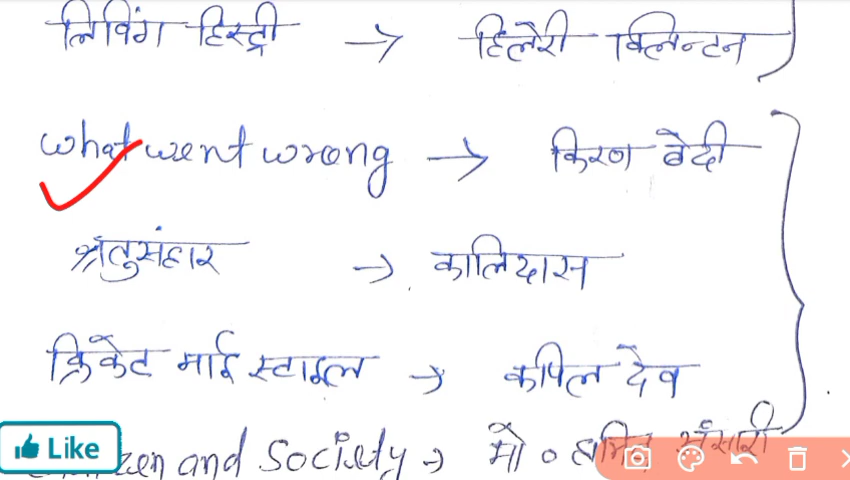 लिविंग हिस्ट्री → हिलेरी क्लिन्टन
what went wrong → किरण बेदी
ऋतुसंहार → कालिदास
क्रिकेट माई स्टाइल → कपिल देव
and Society → मो०
Like